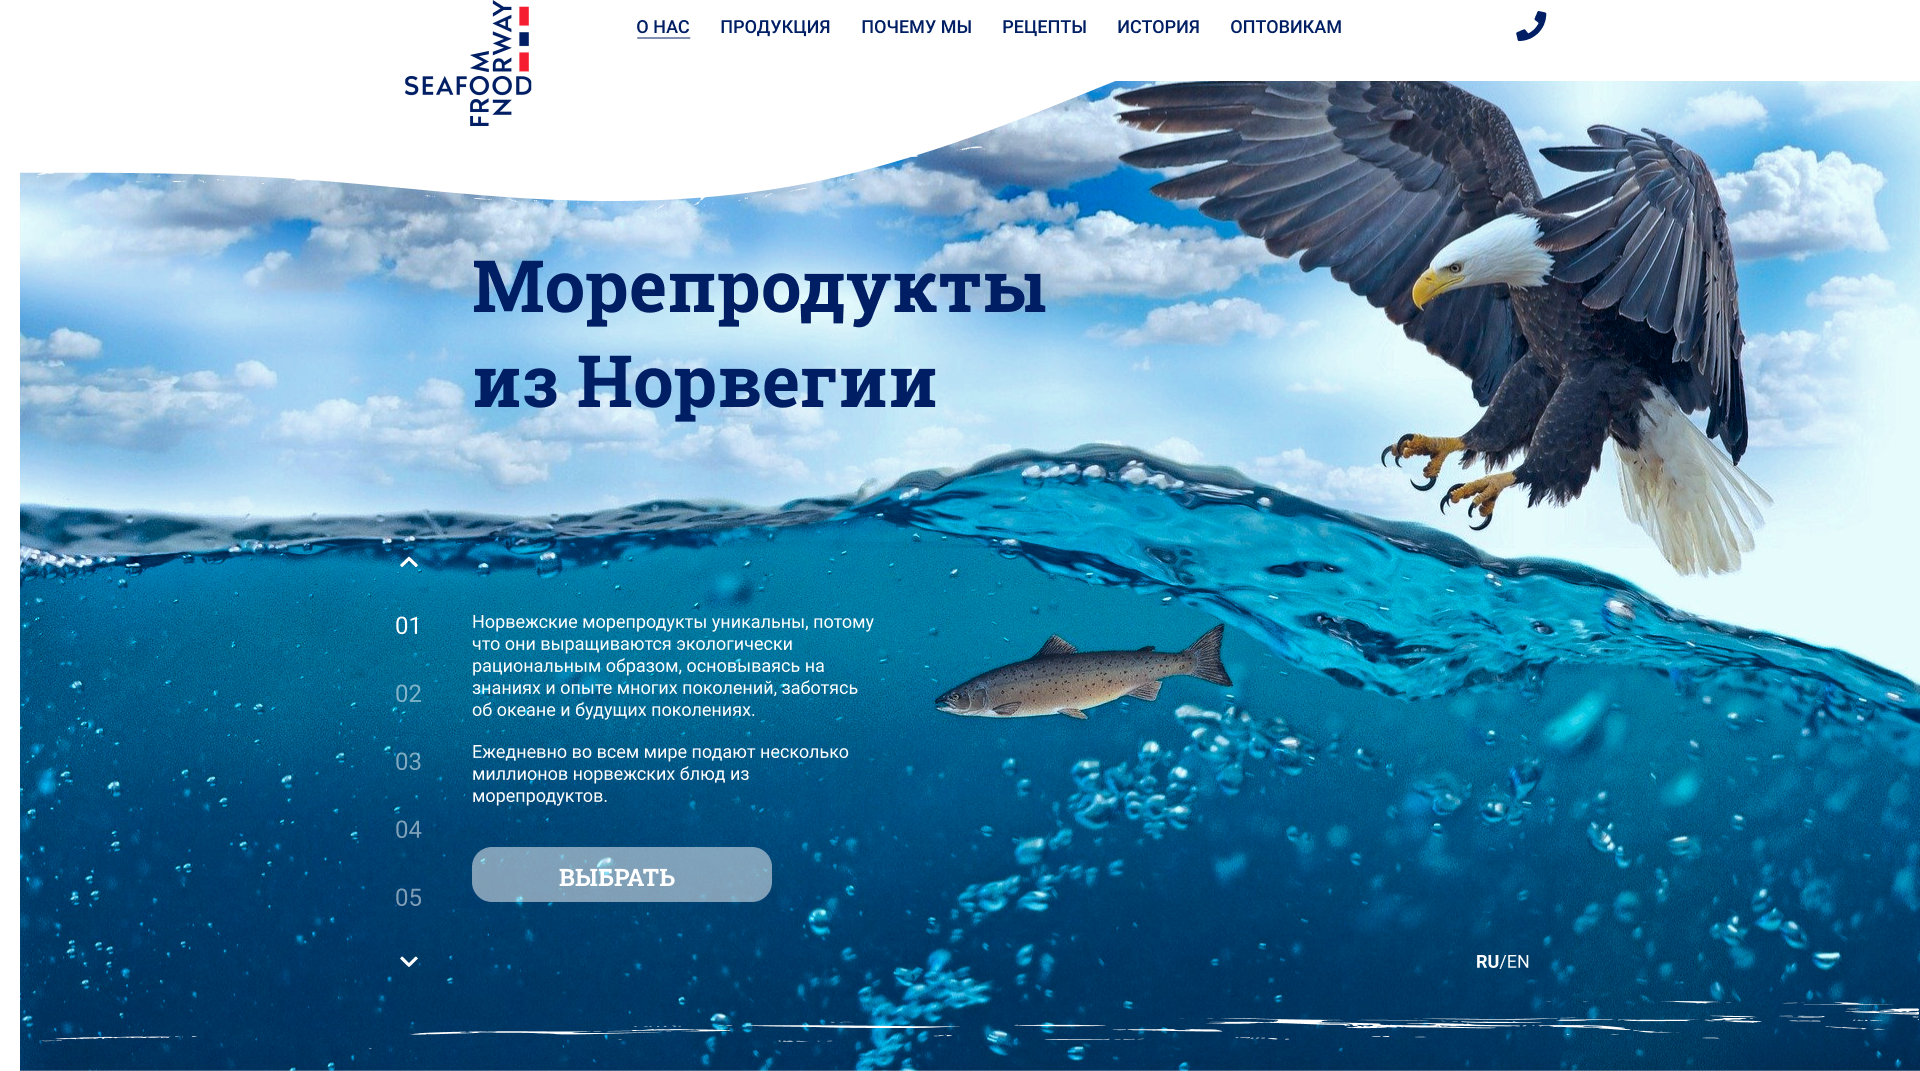 SEAFOOD
FROM
NORWAY
О НАС
ПРОДУКЦИЯ
ПОЧЕМУ МЫ
РЕЦЕПТЫ
ИСТОРИЯ
ОПТОВИКАМ
Морепродукты
из Норвегии
01
02
03
04
05
Норвежские морепродукты уникальны, потому
что они выращиваются экологически
рациональным образом, основываясь на
знаниях и опыте многих поколений, заботясь
об океане и будущих поколениях.
Ежедневно во всем мире подают несколько
миллионов норвежских блюд из
морепродуктов.
ВЫБРАТЬ
RU/EN